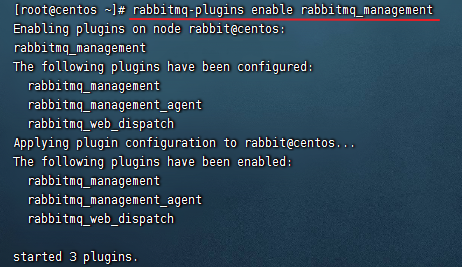 [root@centos ~]# rabbitmq-plugins enable rabbitmq_management
Enabling plugins on node rabbit@centos:
rabbitmq_management
The following plugins have been configured:
  rabbitmq_management
  rabbitmq_management_agent
  rabbitmq_web_dispatch
Applying plugin configuration to rabbit@centos...
The following plugins have been enabled:
  rabbitmq_management
  rabbitmq_management_agent
  rabbitmq_web_dispatch

started 3 plugins.